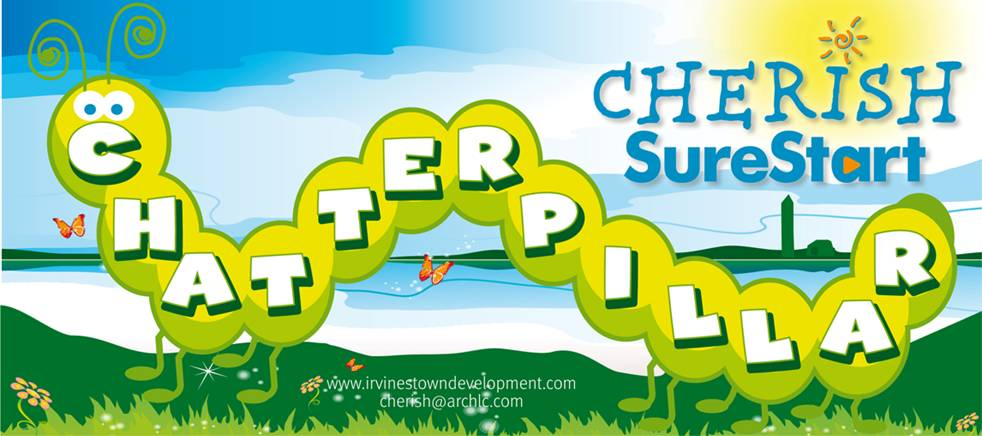 CHATTERPILLAR
CHERISH
SureStart
www.irvinestowndevelopment.com
cherish@archlc.com